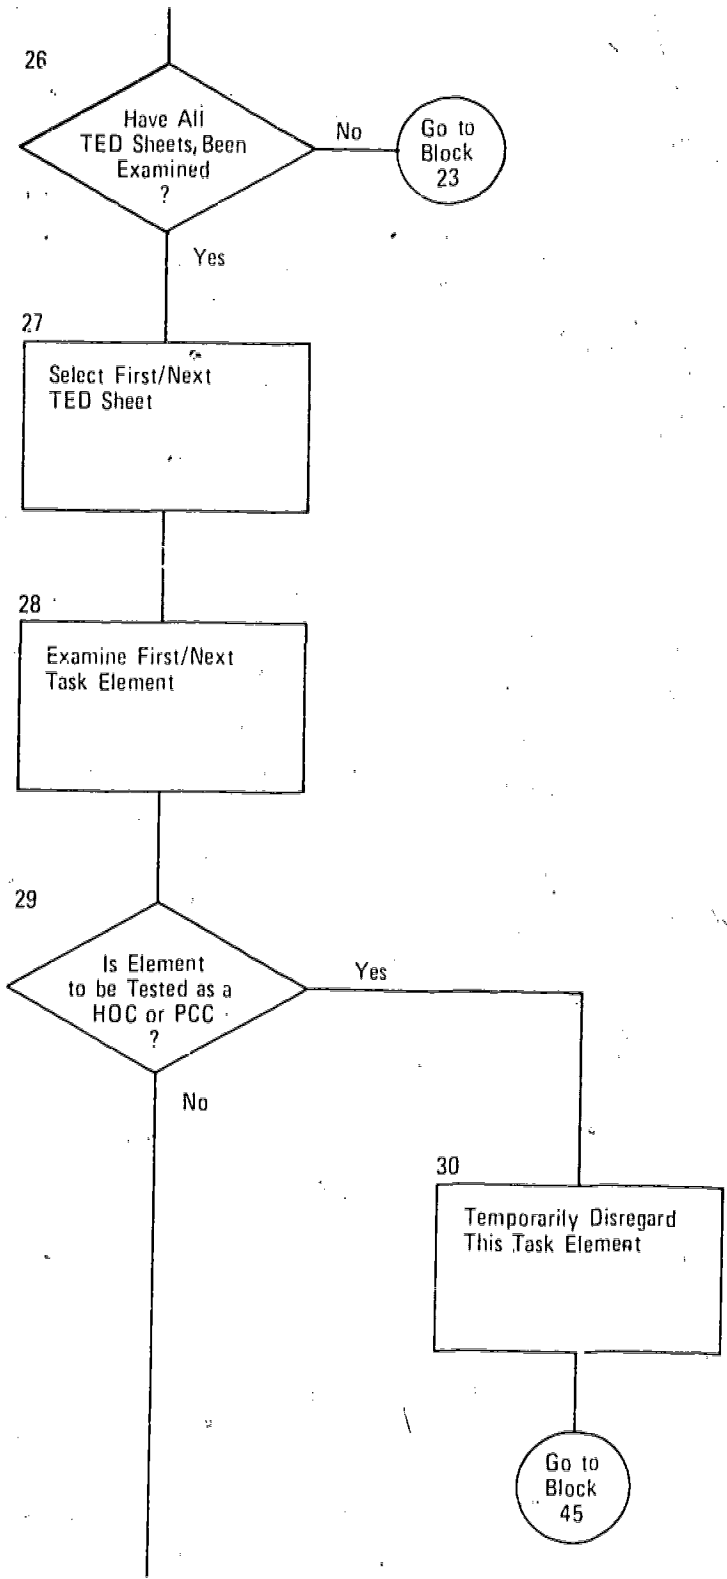 26
Have All
TED Sheets, Been
Examined
?
No
Go to
Block
23
Yes
27
Select First/Next
TED Sheet
28
Examine First/Next
Task Element
29
Is Element
to be Tested as a
HOC or PCC
?
Yes
No
30
Temporarily Disregard
This Task Element
Go to
Block
45